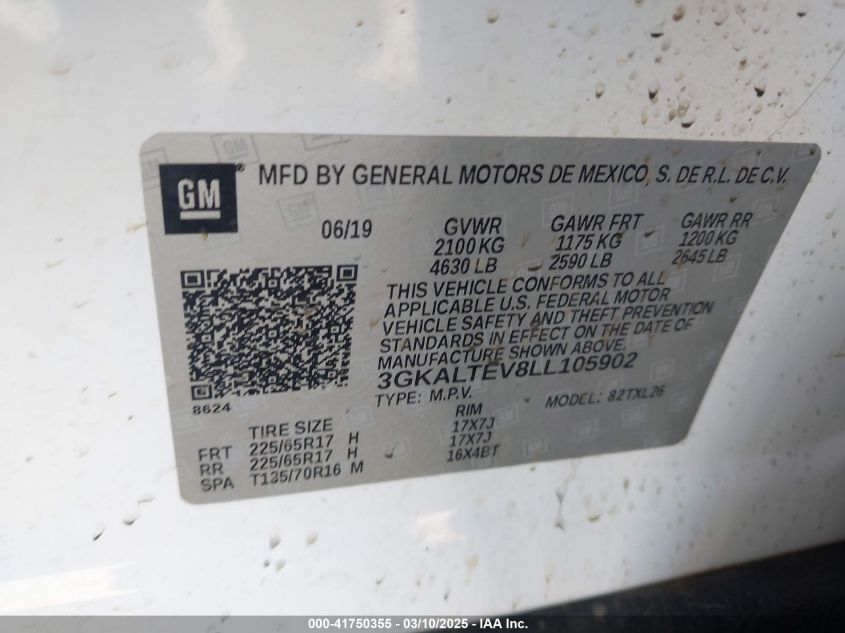 GM
GM ® MFD BY GENERAL MOTORS DE MEXICO, S. DE R.L. DE C.V.
06/19 GVWR GAWR FRT GAWR RR
2100 KG 1175 KG 1200 KG
4630 LB 2590 LB 2645 LB
THIS VEHICLE CONFORMS TO ALL
APPLICABLE U.S. FEDERAL MOTOR
VEHICLE SAFETY AND THEFT PREVENTION
STANDARDS IN EFFECT ON THE DATE OF
MANUFACTURE SHOWN ABOVE.
3GKALTEV8LL105902
8624 TYPE: M.P.V. MODEL: 82TXL26
TIRE SIZE RIM
FRT 225/65R17 H 17X7J
RR 225/65R17 H 17X7J
SPA T135/70R16 M 16X4BT
000-41750355 — 03/10/2025 - IAA Inc.